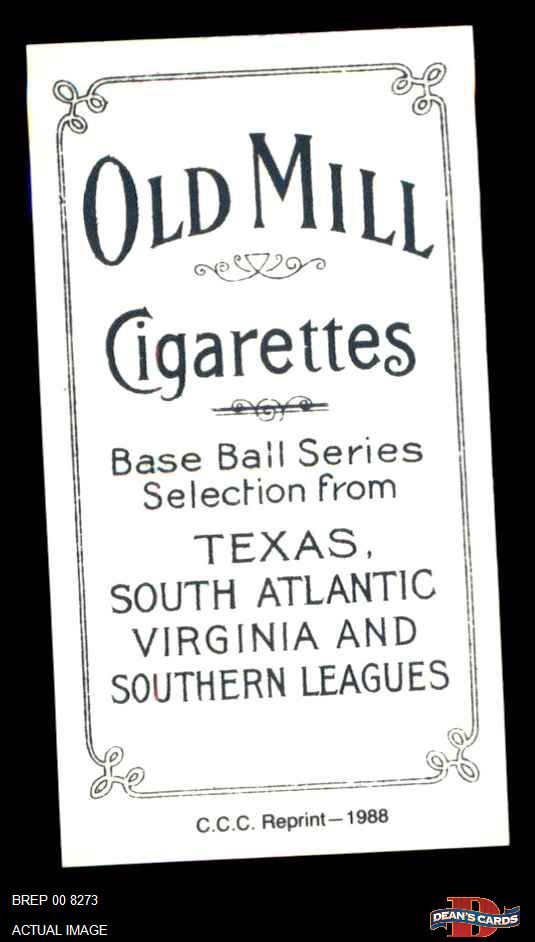 OLD MILL
Cigarettes
Base Ball Series
Selection from
TEXAS,
SOUTH ATLANTIC
VIRGINIA AND
SOUTHERN LEAGUES
C.C.C. Reprint—1988
BREP 00 8273
ACTUAL IMAGE
D
DEAN'S CARDS